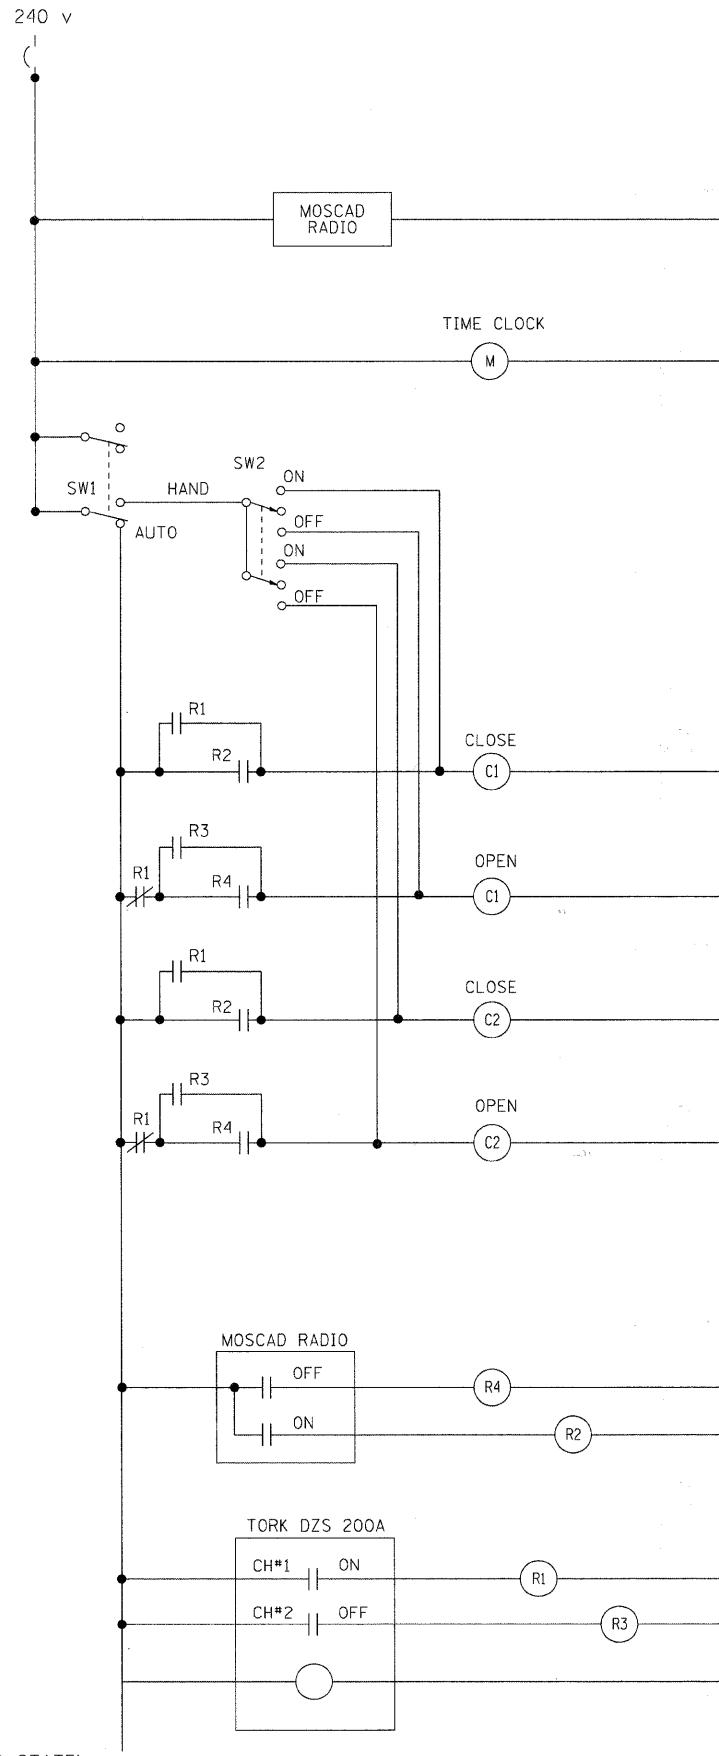 240 v
MOSCAD
RADIO
TIME CLOCK
M
SW2
ON
SW1
HAND
OFF
AUTO
ON
OFF
R1
CLOSE
R2
C1
R3
OPEN
R1
R4
C1
R1
CLOSE
R2
C2
R3
OPEN
R1
R4
C2
MOSCAD RADIO
OFF
R4
ON
R2
TORK DZS 200A
CH#1 ON
R1
CH#2 OFF
R3